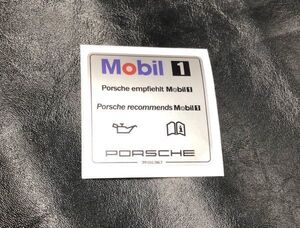 Mobil 1
Porsche empfiehlt Mobil 1
Porsche recommends Mobil 1
PORSCHE